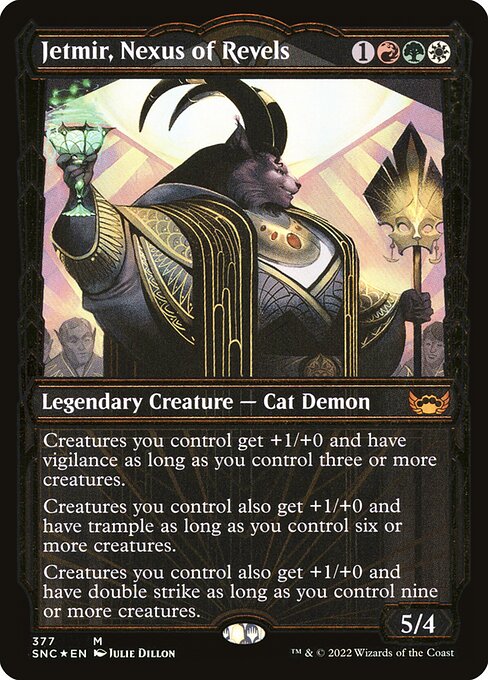 Jetmir, Nexus of Revels 1
Legendary Creature — Cat Demon
Creatures you control get +1/+0 and have
vigilance as long as you control three or more
creatures.
Creatures you control also get +1/+0 and
have trample as long as you control six or
more creatures.
Creatures you control also get +1/+0 and
have double strike as long as you control nine
or more creatures.
5/4
377 M
SNC★EN JULIE DILLON
™ & © 2022 Wizards of the Coast